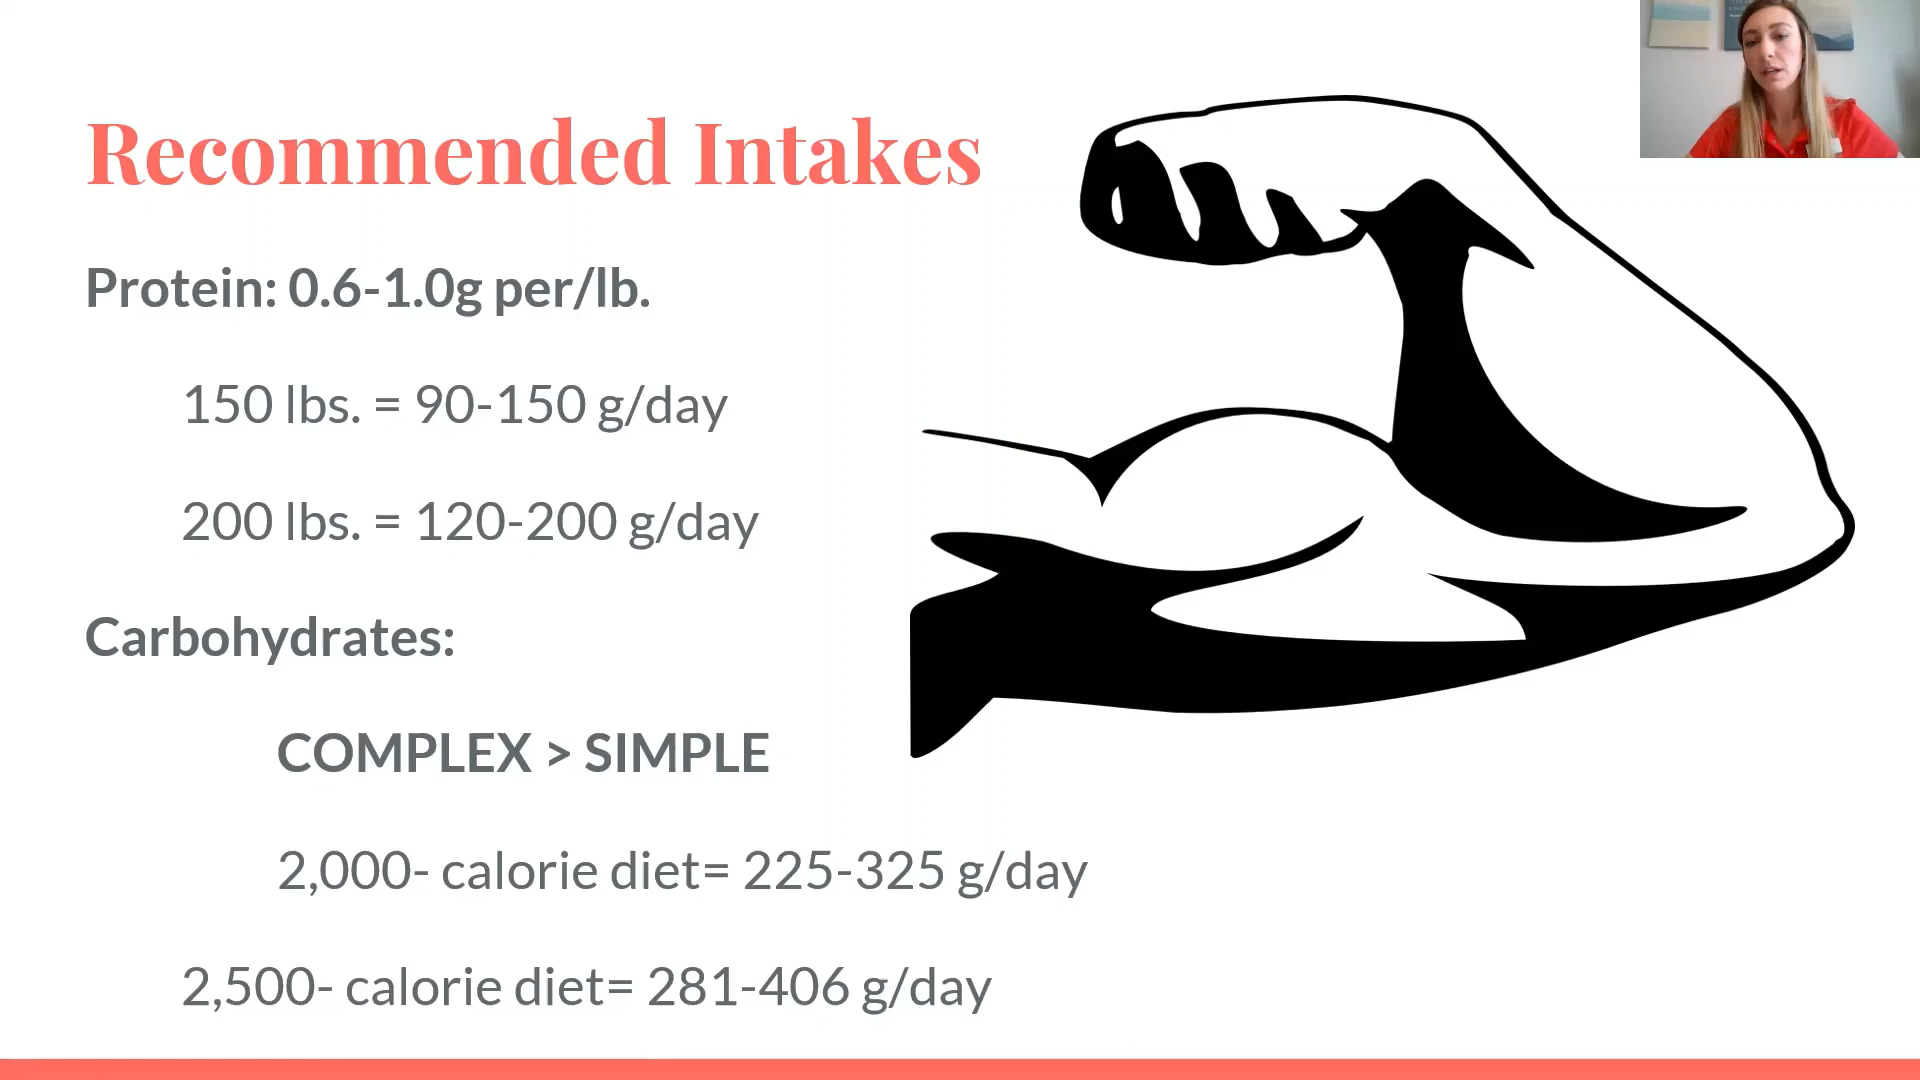 Recommended Intakes
Protein: 0.6-1.0g per/lb.
150 lbs. = 90-150 g/day
200 lbs. = 120-200 g/day
Carbohydrates:
COMPLEX > SIMPLE
2,000- calorie diet= 225-325 g/day
2,500- calorie diet= 281-406 g/day